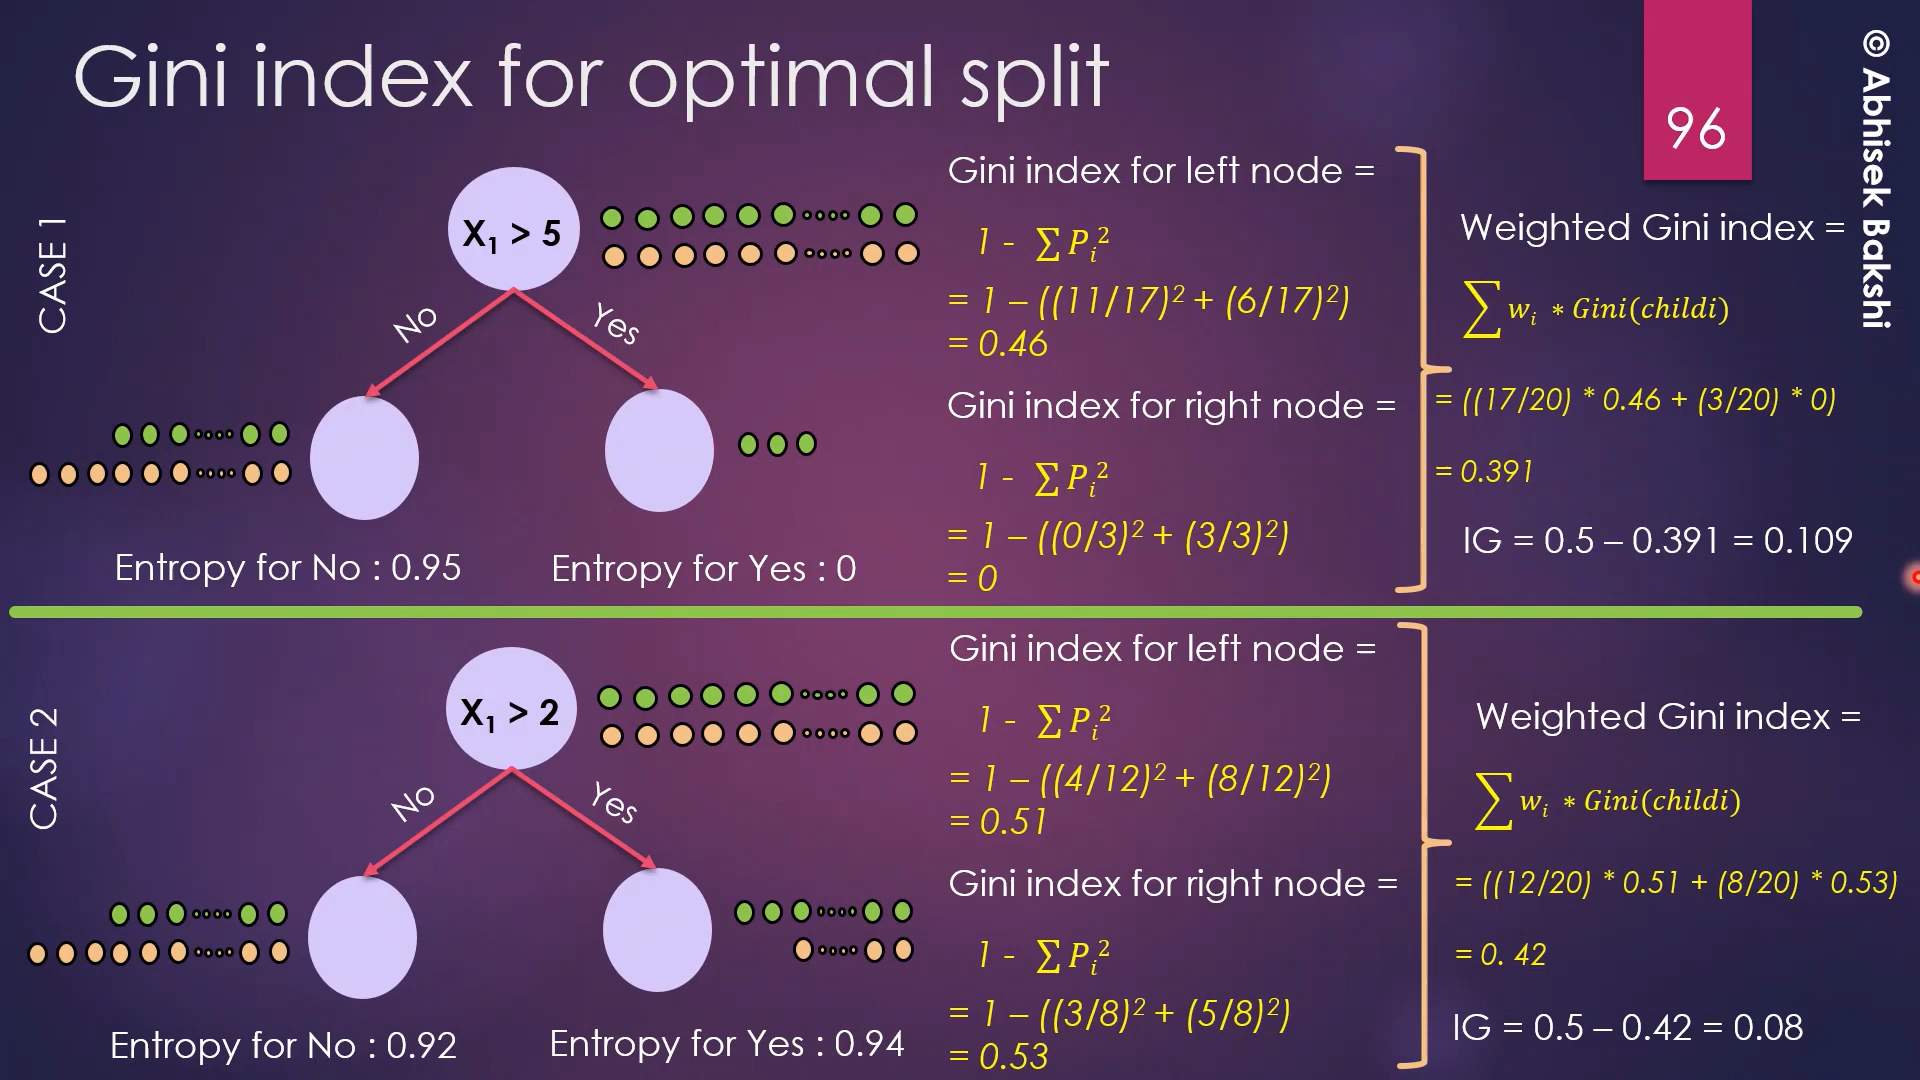 Gini index for optimal split
96
© Abhisek Bakshi
CASE 1
X₁ > 5
No
Yes
Entropy for No : 0.95
Entropy for Yes : 0
Gini index for left node =
1 - ∑ Pᵢ²
= 1 – ((11/17)² + (6/17)²)
= 0.46
Gini index for right node =
1 - ∑ Pᵢ²
= 1 – ((0/3)² + (3/3)²)
= 0
Weighted Gini index =
∑ wᵢ * Gini(childi)
= ((17/20) * 0.46 + (3/20) * 0)
= 0.391
IG = 0.5 – 0.391 = 0.109
CASE 2
X₁ > 2
No
Yes
Entropy for No : 0.92
Entropy for Yes : 0.94
Gini index for left node =
1 - ∑ Pᵢ²
= 1 – ((4/12)² + (8/12)²)
= 0.51
Gini index for right node =
1 - ∑ Pᵢ²
= 1 – ((3/8)² + (5/8)²)
= 0.53
Weighted Gini index =
∑ wᵢ * Gini(childi)
= ((12/20) * 0.51 + (8/20) * 0.53)
= 0. 42
IG = 0.5 – 0.42 = 0.08